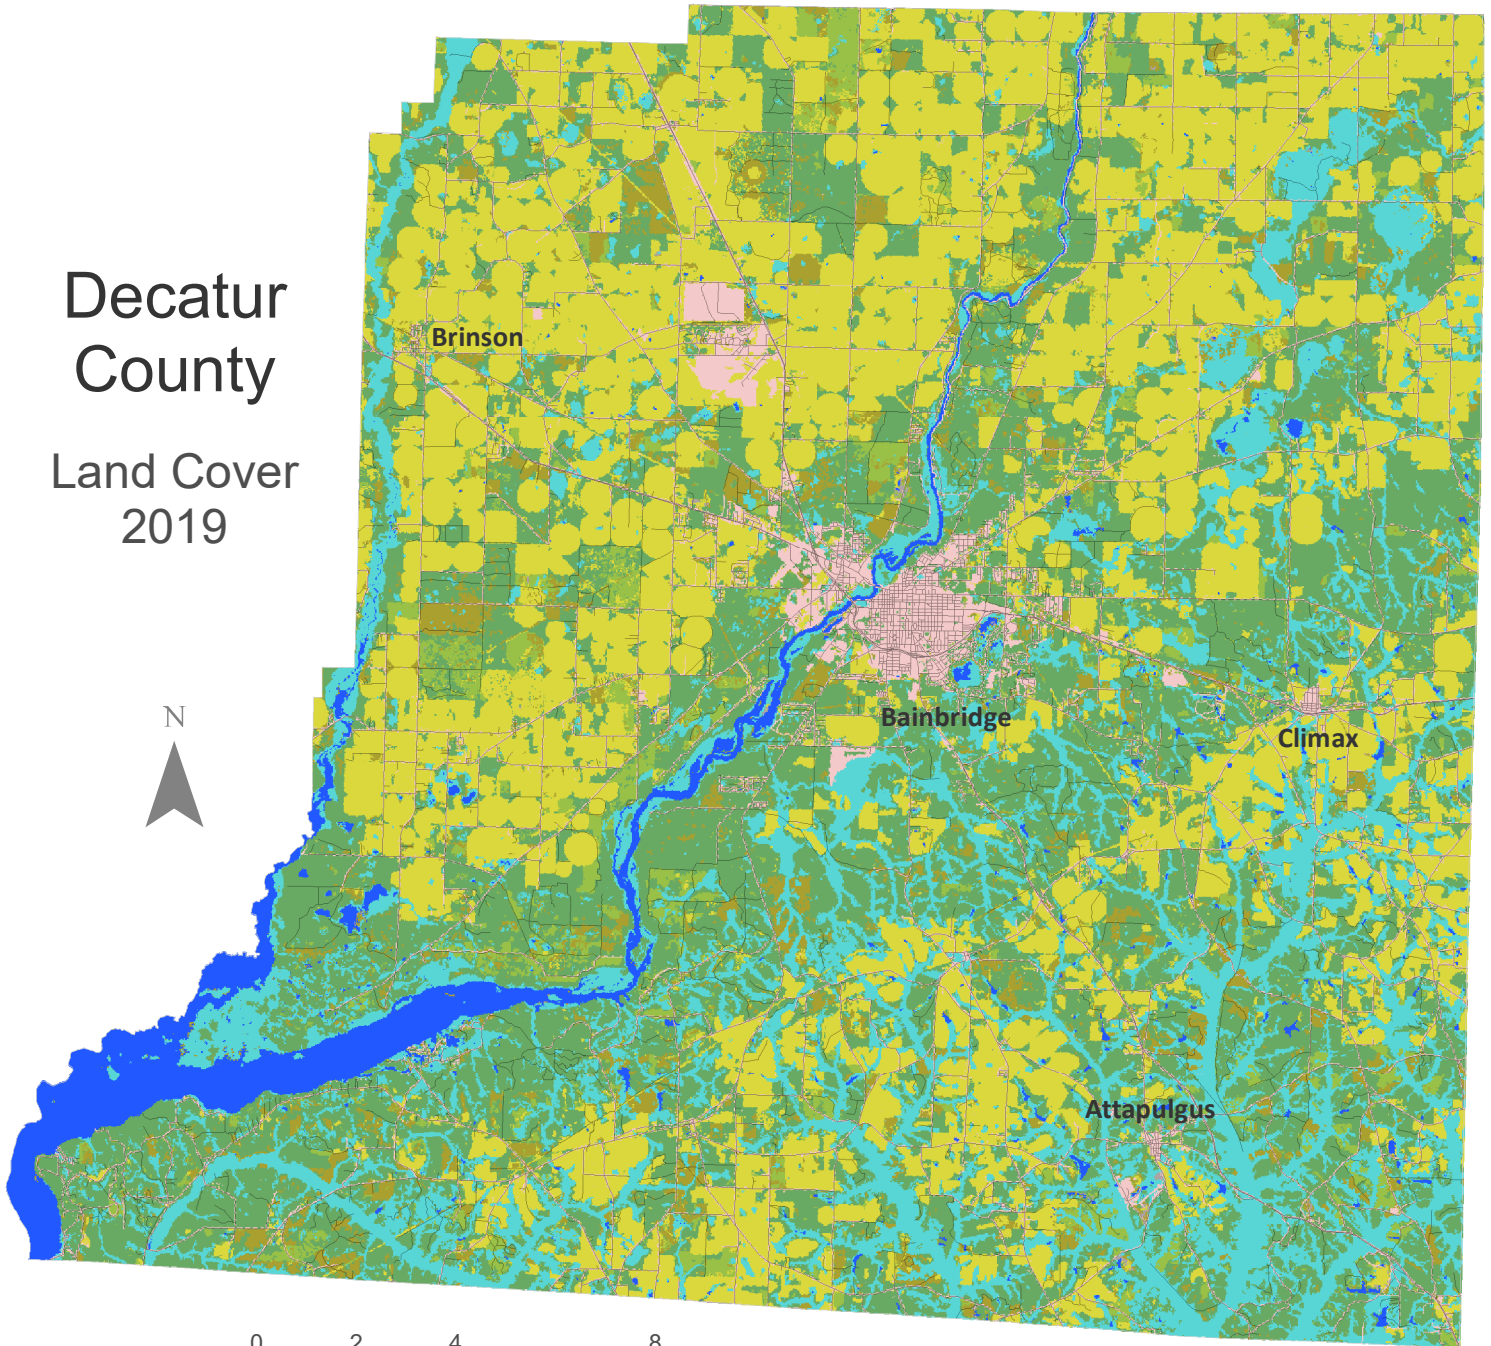 Decatur
County
Land Cover
2019
N
Brinson
Bainbridge
Climax
Attapulgus
0 2 4 8